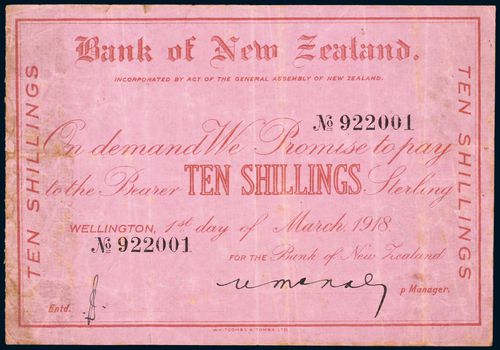 Bank of New Zealand.
INCORPORATED BY ACT OF THE GENERAL ASSEMBLY OF NEW ZEALAND.
TEN SHILLINGS
TEN SHILLINGS
№ 922001
On demand We Promise to pay
to the Bearer TEN SHILLINGS Sterling
WELLINGTON, 1st day of March 1918.
№ 922001
FOR THE Bank of New Zealand
Entd.
p Manager.
WHITCOMBE & TOMBS LTD.